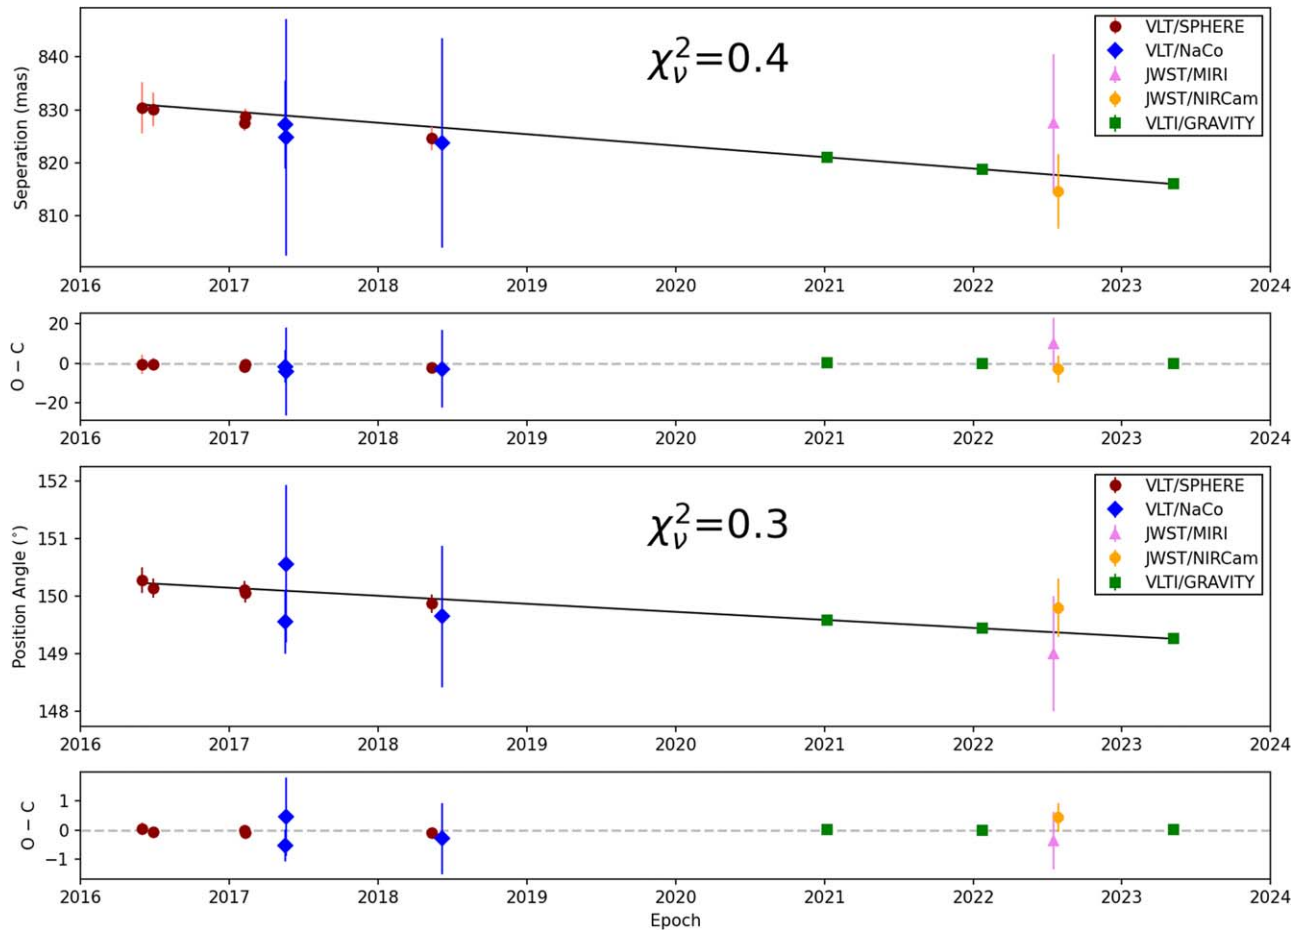 χ²ᵥ=0.4
VLT/SPHERE
VLT/NaCo
JWST/MIRI
JWST/NIRCam
VLTI/GRAVITY
Seperation (mas)
840
830
820
810
2016 2017 2018 2019 2020 2021 2022 2023 2024
O − C
20
0
−20
2016 2017 2018 2019 2020 2021 2022 2023 2024
χ²ᵥ=0.3
VLT/SPHERE
VLT/NaCo
JWST/MIRI
JWST/NIRCam
VLTI/GRAVITY
Position Angle (°)
152
151
150
149
148
2016 2017 2018 2019 2020 2021 2022 2023 2024
O − C
1
0
−1
2016 2017 2018 2019 2020 2021 2022 2023 2024
Epoch